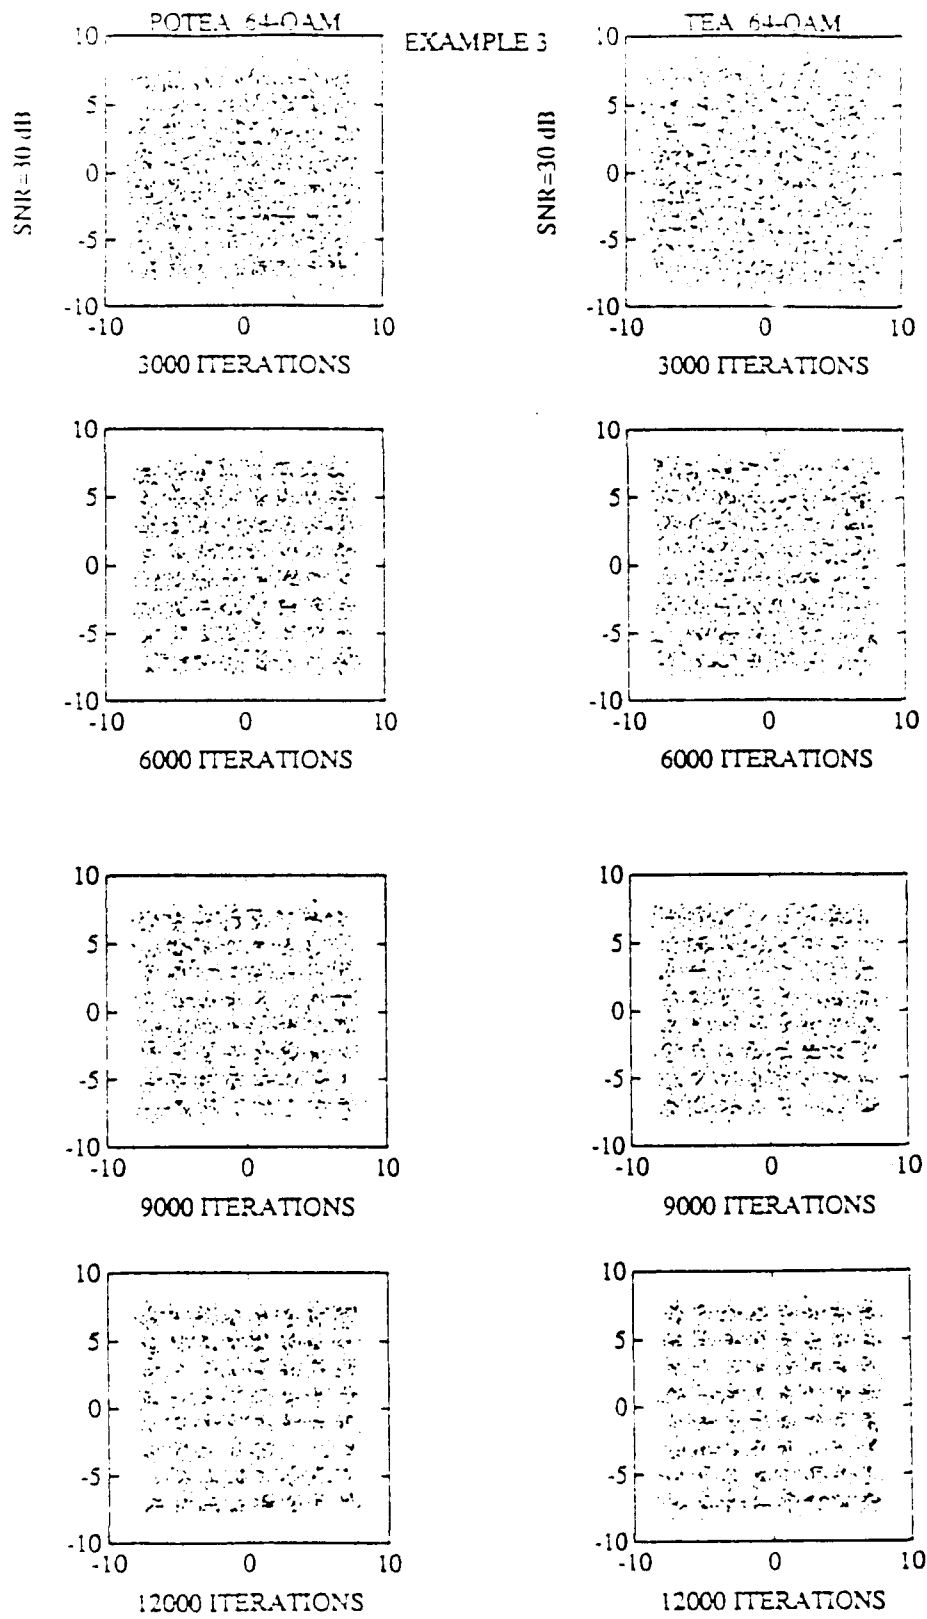 POTEA 64-QAM
EXAMPLE 3
TEA 64-QAM
SNR=30 dB
10
5
0
-5
-10
-10 0 10
3000 ITERATIONS
SNR=30 dB
10
5
0
-5
-10
-10 0 10
3000 ITERATIONS
10
5
0
-5
-10
-10 0 10
6000 ITERATIONS
10
5
0
-5
-10
-10 0 10
6000 ITERATIONS
10
5
0
-5
-10
-10 0 10
9000 ITERATIONS
10
5
0
-5
-10
-10 0 10
9000 ITERATIONS
10
5
0
-5
-10
-10 0 10
12000 ITERATIONS
10
5
0
-5
-10
-10 0 10
12000 ITERATIONS